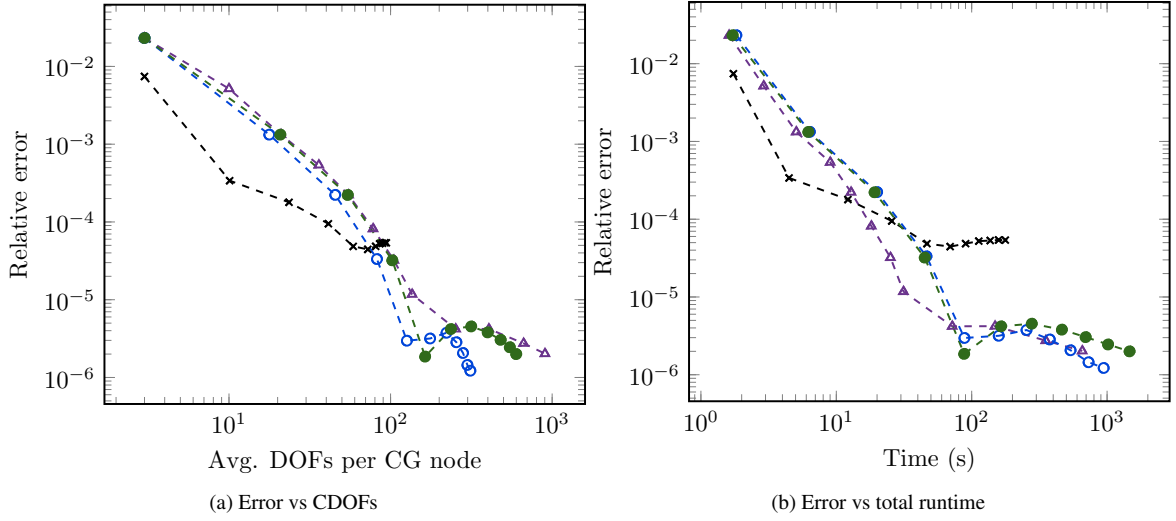 10^{-2}
10^{-3}
10^{-4}
10^{-5}
10^{-6}
Relative error
10^1
10^2
10^3
Avg. DOFs per CG node
(a) Error vs CDOFs
10^{-2}
10^{-3}
10^{-4}
10^{-5}
10^{-6}
Relative error
10^0
10^1
10^2
10^3
Time (s)
(b) Error vs total runtime